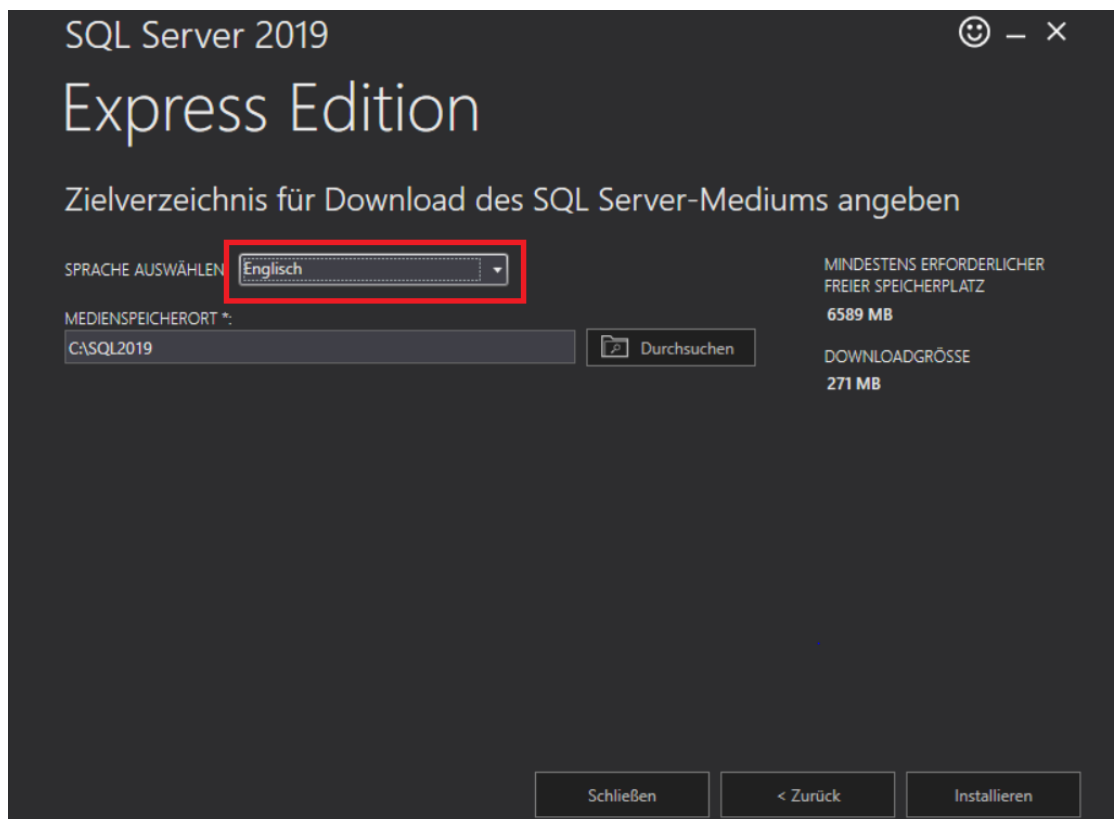 SQL Server 2019
Express Edition
Zielverzeichnis für Download des SQL Server-Mediums angeben
SPRACHE AUSWÄHLEN
Englisch
MEDIENSPEICHERORT *:
C:\SQL2019
Durchsuchen
MINDESTENS ERFORDERLICHER
FREIER SPEICHERPLATZ
6589 MB
DOWNLOADGRÖSSE
271 MB
Schließen
< Zurück
Installieren